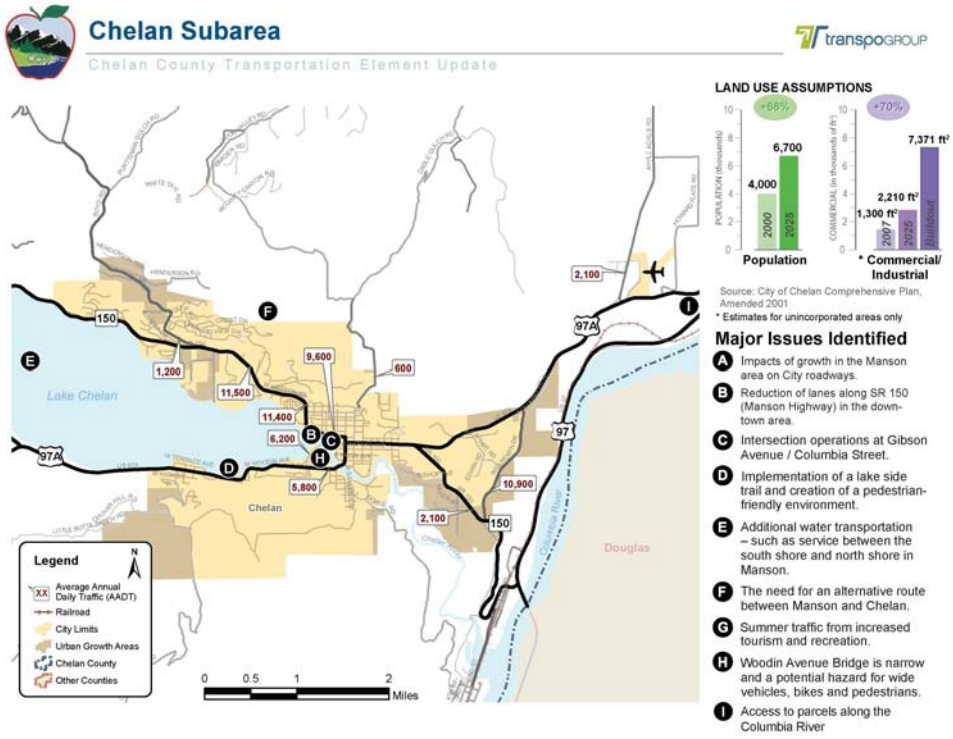 Chelan Subarea
Chelan County Transportation Element Update
transpoGROUP
LAND USE ASSUMPTIONS
+68%
+70%
POPULATION (thousands)
10
8
6
4
2
0
4,000
6,700
2000
2025
Population
COMMERCIAL (in thousands of ft²)
10
8
6
4
2
0
1,300 ft²
2,210 ft²
7,371 ft²
2007
2025
Buildout
* Commercial/
Industrial
Source: City of Chelan Comprehensive Plan,
Amended 2001
* Estimates for unincorporated areas only
Major Issues Identified
A Impacts of growth in the Manson
area on City roadways.
B Reduction of lanes along SR 150
(Manson Highway) in the down-
town area.
C Intersection operations at Gibson
Avenue / Columbia Street.
D Implementation of a lake side
trail and creation of a pedestrian-
friendly environment.
E Additional water transportation
– such as service between the
south shore and north shore in
Manson.
F The need for an alternative route
between Manson and Chelan.
G Summer traffic from increased
tourism and recreation.
H Woodin Avenue Bridge is narrow
and a potential hazard for wide
vehicles, bikes and pedestrians.
I Access to parcels along the
Columbia River
HENDERSON RD
2,100
I
F
97A
150
E
9,600
600
1,200
11,500
Lake Chelan
11,400
97
6,200
B
C
H
97A
D
5,800
10,900
Chelan
2,100
150
Columbia River
Douglas
Legend
N
XX
Average Annual
Daily Traffic (AADT)
Railroad
City Limits
Urban Growth Areas
Chelan County
Other Counties
0 0.5 1 2
Miles